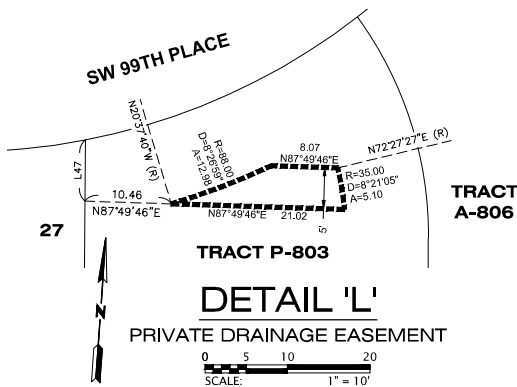 SW 99TH PLACE
N20°37'40"W (R)
R=88.00
D=8°26'59"
A=12.98
8.07
N87°49'46"E
N72°27'27"E (R)
R=35.00
D=8°21'05"
A=5.10
L47
10.46
N87°49'46"E
N87°49'46"E
21.02
5'
TRACT
A-806
27
TRACT P-803
N
DETAIL 'L'
PRIVATE DRAINAGE EASEMENT
0 5 10 20
SCALE: 1" = 10'